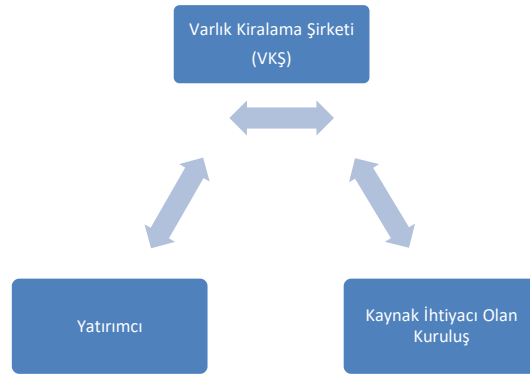 Varlık Kiralama Şirketi
(VKŞ)
Yatırımcı
Kaynak İhtiyacı Olan
Kuruluş